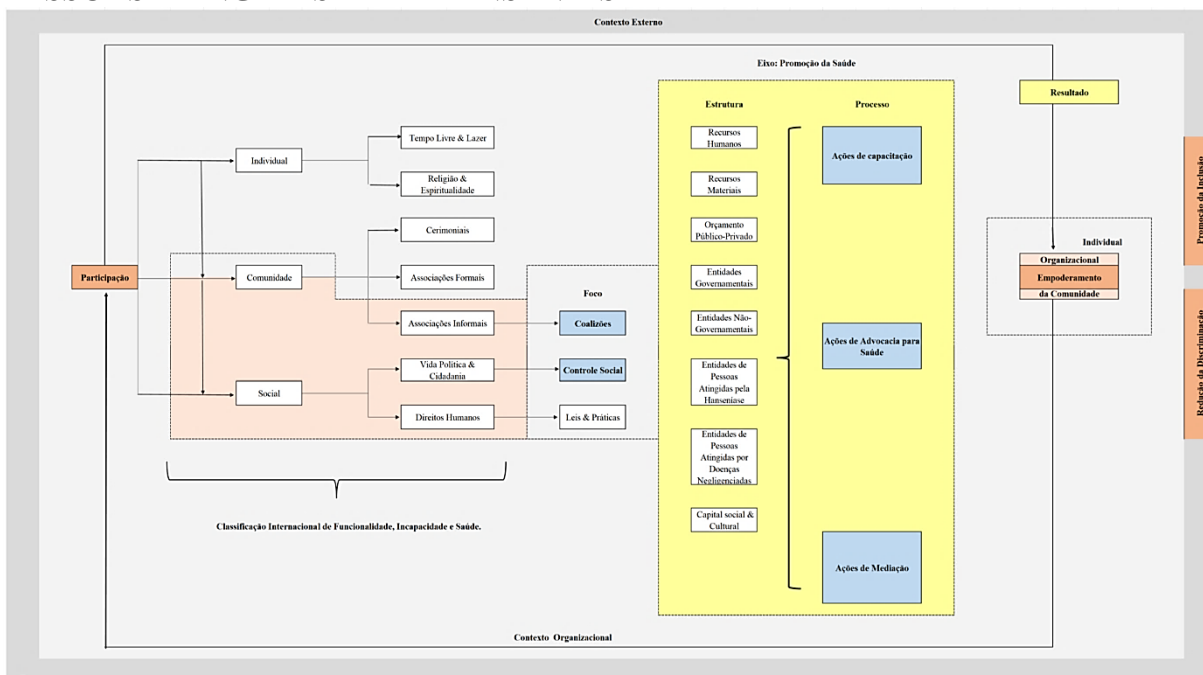 Contexto Externo
Eixo: Promoção da Saúde
Estrutura
Processo
Resultado
Recursos
Humanos
Recursos
Materiais
Orçamento
Público-Privado
Entidades
Governamentais
Entidades Não-
Governamentais
Entidades de
Pessoas
Atingidas pela
Hanseníase
Entidades de
Pessoas
Atingidas por
Doenças
Negligenciadas
Capital social &
Cultural
Ações de capacitação
Ações de Advocacia para
Saúde
Ações de Mediação
Participação
Individual
Comunidade
Social
Tempo Livre & Lazer
Religião &
Espiritualidade
Cerimoniais
Associações Formais
Associações Informais
Vida Política &
Cidadania
Direitos Humanos
Foco
Coalizões
Controle Social
Leis & Práticas
Classificação Internacional de Funcionalidade, Incapacidade e Saúde.
Individual
Organizacional
Empoderamento
da Comunidade
Promoção da Inclusão
Redução da Discriminação
Contexto Organizacional